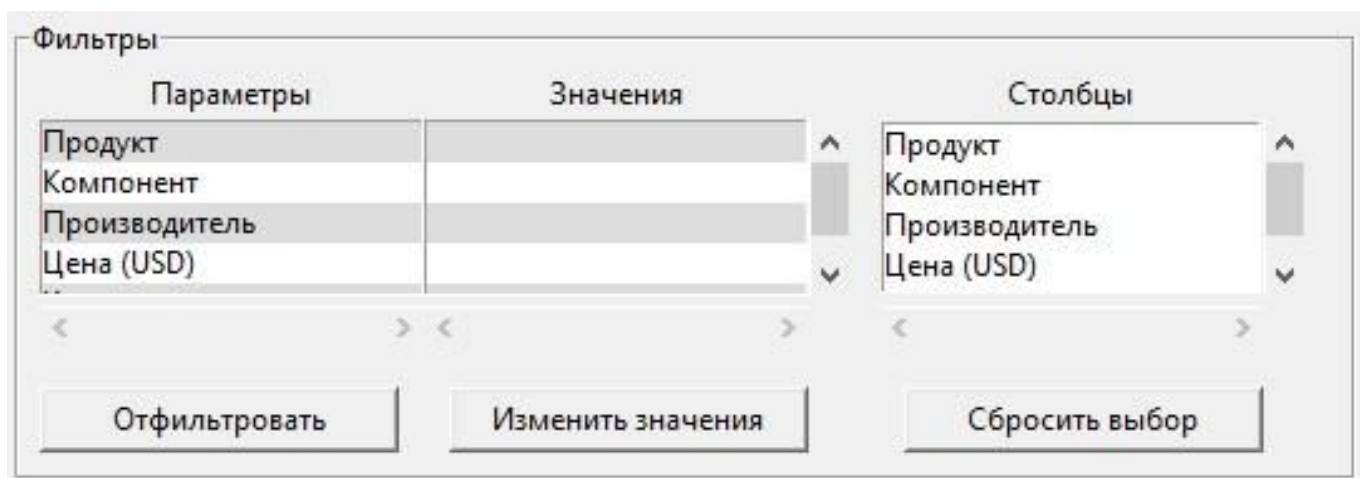 Фильтры
Параметры Значения Столбцы
Продукт Продукт
Компонент Компонент
Производитель Производитель
Цена (USD) Цена (USD)
Отфильтровать Изменить значения Сбросить выбор